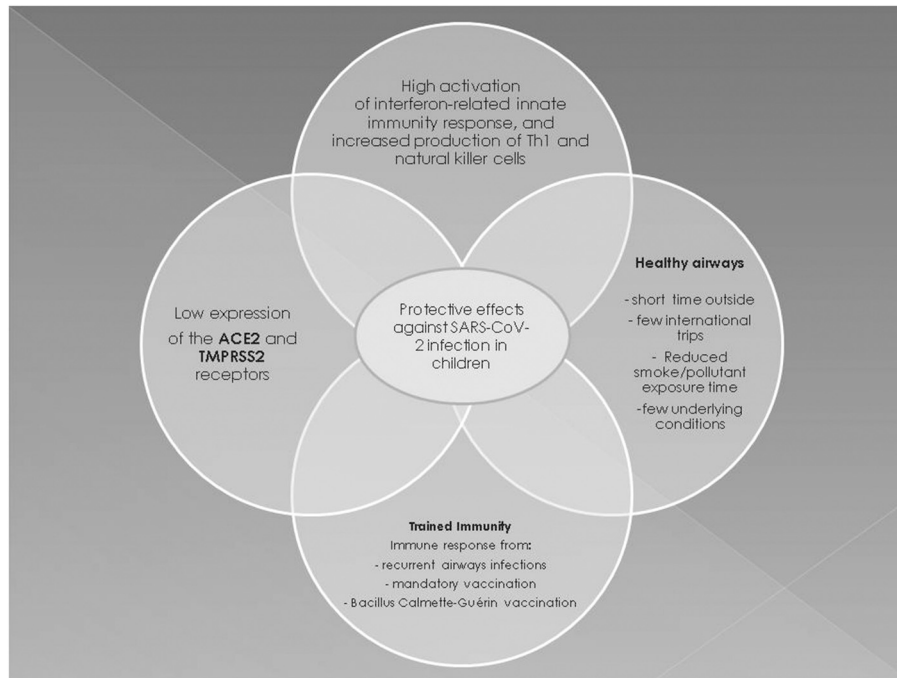 High activation
of interferon-related innate
immunity response, and
increased production of Th1 and
natural killer cells
Low expression
of the ACE2 and
TMPRSS2
receptors
Protective effects
against SARS-CoV-
2 infection in
children
Healthy airways
- short time outside
- few international
trips
- Reduced
smoke/pollutant
exposure time
-few underlying
conditions
Trained Immunity
Immune response from:
- recurrent airways infections
- mandatory vaccination
- Bacillus Calmette-Guérin vaccination